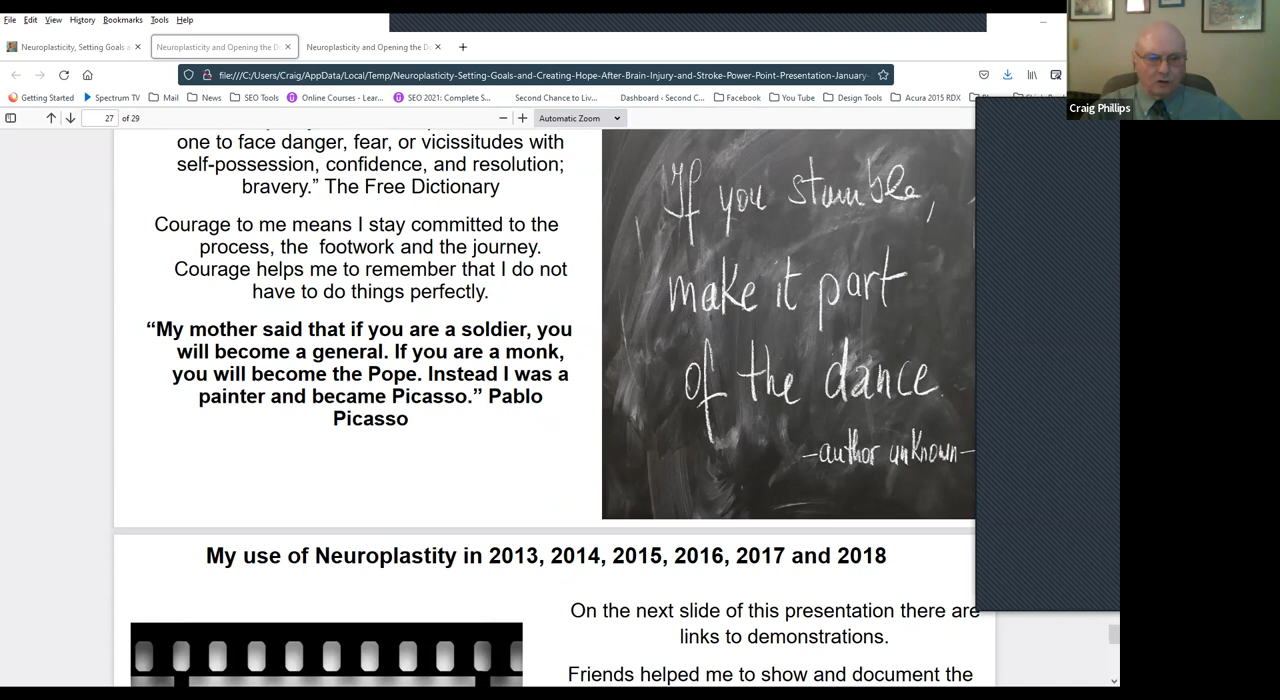 File Edit View History Bookmarks Tools Help
Neuroplasticity, Setting Goals a
Neuroplasticity and Opening the D
Neuroplasticity and Opening the D
file:///C:/Users/Craig/AppData/Local/Temp/Neuroplasticity-Setting-Goals-and-Creating-Hope-After-Brain-Injury-and-Stroke-Power-Point-Presentation-January-
Getting Started Spectrum TV Mail News SEO Tools Online Courses - Lear... SEO 2021: Complete S... Second Chance to Liv... Dashboard ‹ Second C... Facebook You Tube Design Tools Acura 2015 RDX
Craig Phillips
27 of 29
Automatic Zoom
one to face danger, fear, or vicissitudes with
self-possession, confidence, and resolution;
bravery.” The Free Dictionary
Courage to me means I stay committed to the
process, the footwork and the journey.
Courage helps me to remember that I do not
have to do things perfectly.
“My mother said that if you are a soldier, you
will become a general. If you are a monk,
you will become the Pope. Instead I was a
painter and became Picasso.” Pablo
Picasso
If you stumble,
make it part
of the dance.
-author unknown-
My use of Neuroplastity in 2013, 2014, 2015, 2016, 2017 and 2018
On the next slide of this presentation there are
links to demonstrations.
Friends helped me to show and document the